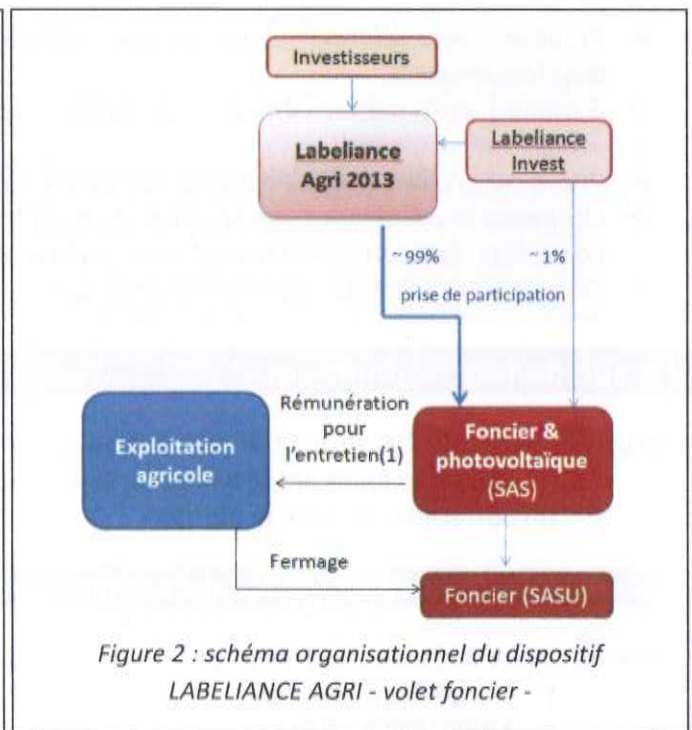 Investisseurs
Labeliance
Agri 2013
Labeliance
Invest
~99%
~1%
prise de participation
Rémunération
pour
l'entretien(1)
Exploitation
agricole
Foncier &
photovoltaïque
(SAS)
Fermage
Foncier (SASU)
Figure 2 : schéma organisationnel du dispositif
LABELIANCE AGRI - volet foncier -